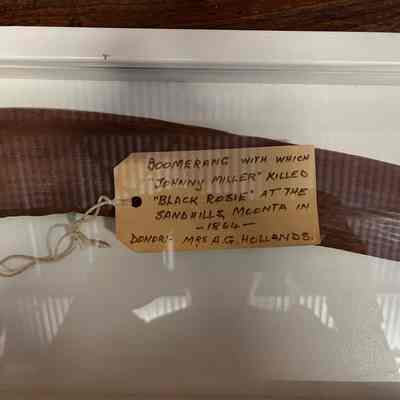 BOOMERANG WITH WHICH
"JOHNNY MILLER" KILLED
"BLACK ROSIE" AT THE
SANDHILLS, MOONTA IN
— 1864 —
DONOR:- MRS A.G. HOLLANDS.